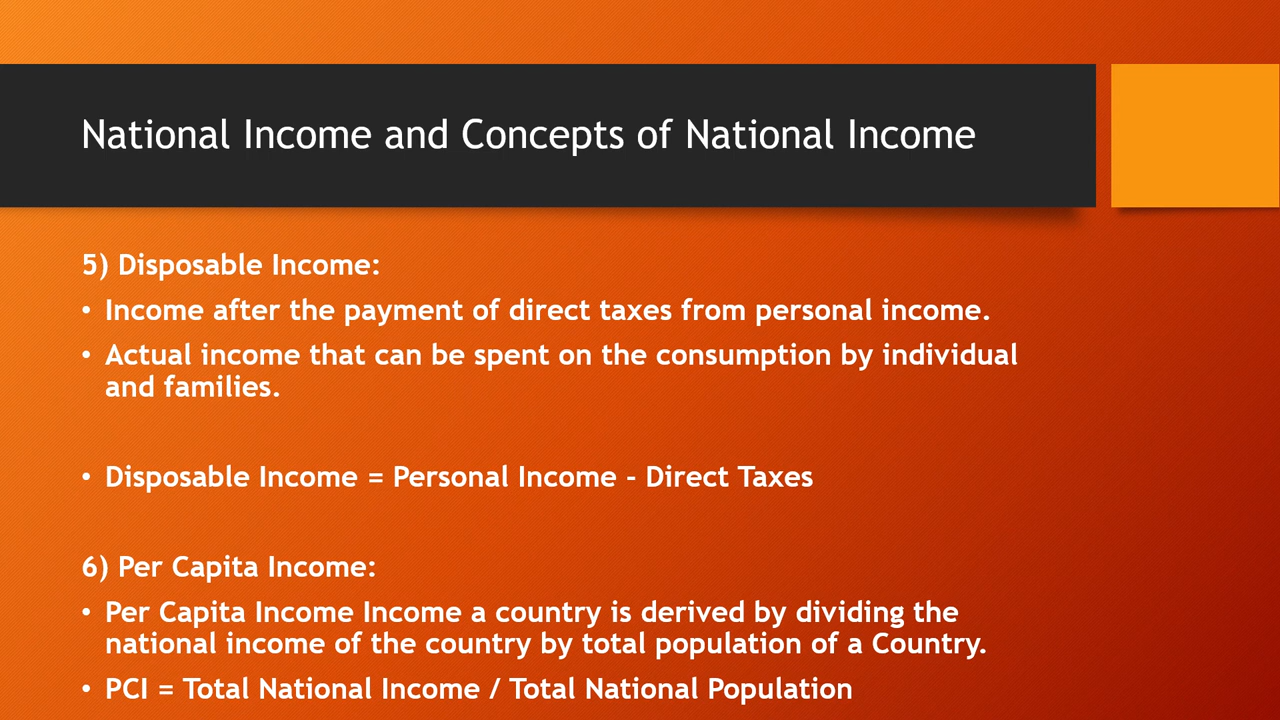 National Income and Concepts of National Income
5) Disposable Income:
• Income after the payment of direct taxes from personal income.
• Actual income that can be spent on the consumption by individual
and families.
• Disposable Income = Personal Income - Direct Taxes
6) Per Capita Income:
• Per Capita Income Income a country is derived by dividing the
national income of the country by total population of a Country.
• PCI = Total National Income / Total National Population